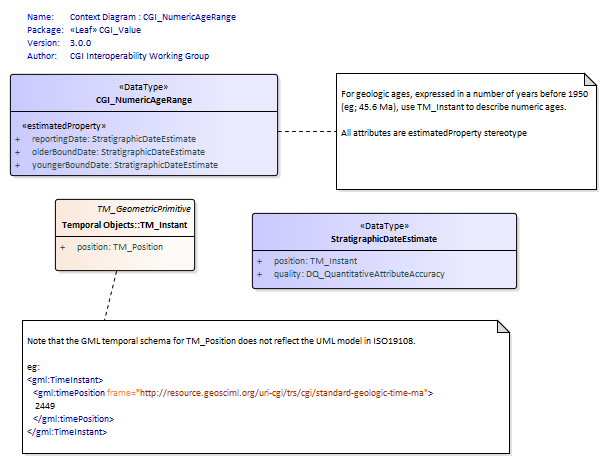 Name: Context Diagram : CGI_NumericAgeRange
Package: «Leaf» CGI_Value
Version: 3.0.0
Author: CGI Interoperability Working Group
«DataType»
CGI_NumericAgeRange
«estimatedProperty»
+ reportingDate: StratigraphicDateEstimate
+ olderBoundDate: StratigraphicDateEstimate
+ youngerBoundDate: StratigraphicDateEstimate
For geologic ages, expressed in a number of years before 1950
(eg; 45.6 Ma), use TM_Instant to describe numeric ages.
All attributes are estimatedProperty stereotype
TM_GeometricPrimitive
Temporal Objects::TM_Instant
+ position: TM_Position
«DataType»
StratigraphicDateEstimate
+ position: TM_Instant
+ quality: DQ_QuantitativeAttributeAccuracy
Note that the GML temporal schema for TM_Position does not reflect the UML model in ISO19108.
eg:
<gml:TimeInstant>
<gml:timePosition frame="http://resource.geosciml.org/uri-cgi/trs/cgi/standard-geologic-time-ma">
2449
</gml:timePosition>
</gml:TimeInstant>